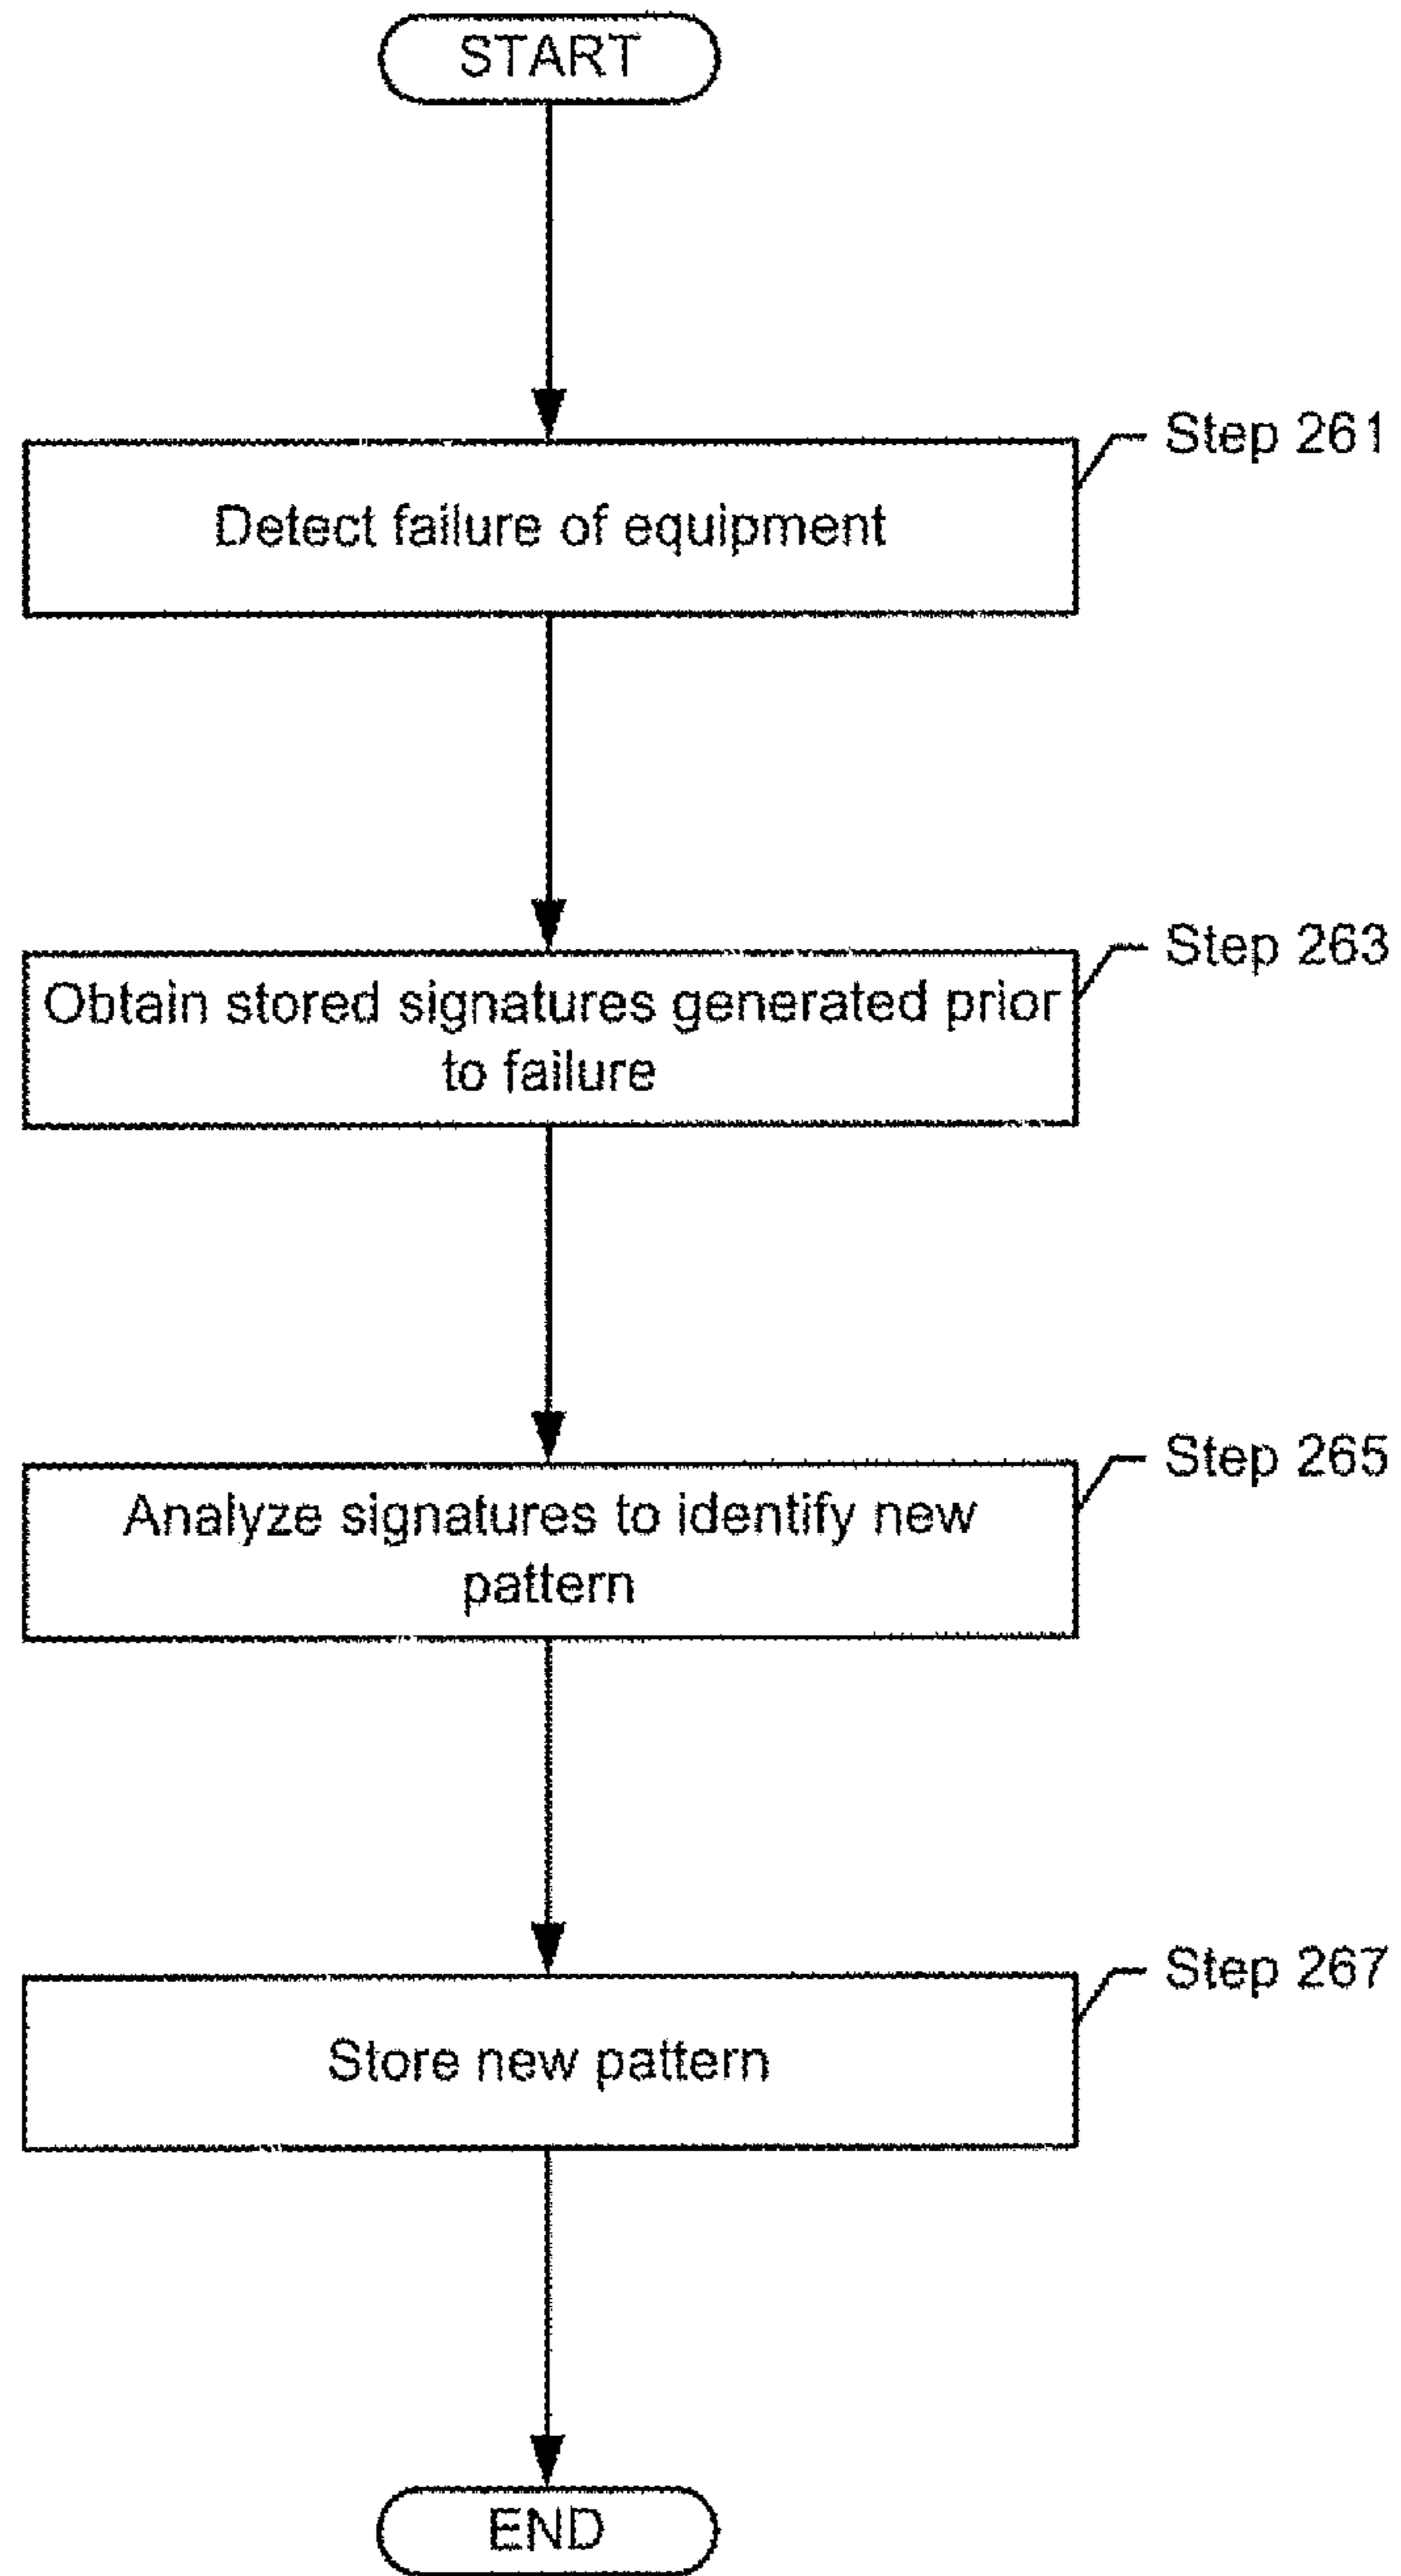 START
Step 261
Detect failure of equipment
Step 263
Obtain stored signatures generated prior
to failure
Step 265
Analyze signatures to identify new
pattern
Step 267
Store new pattern
END